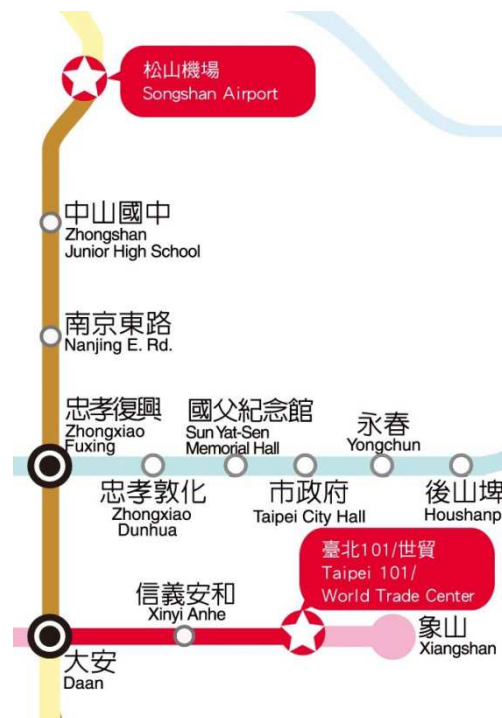 松山機場
Songshan Airport
中山國中
Zhongshan
Junior High School
南京東路
Nanjing E. Rd.
忠孝復興
Zhongxiao
Fuxing
國父紀念館
Sun Yat-Sen
Memorial Hall
永春
Yongchun
忠孝敦化
Zhongxiao
Dunhua
市政府
Taipei City Hall
後山埤
Houshanp
臺北101/世貿
Taipei 101/
World Trade Center
信義安和
Xinyi Anhe
大安
Daan
象山
Xiangshan